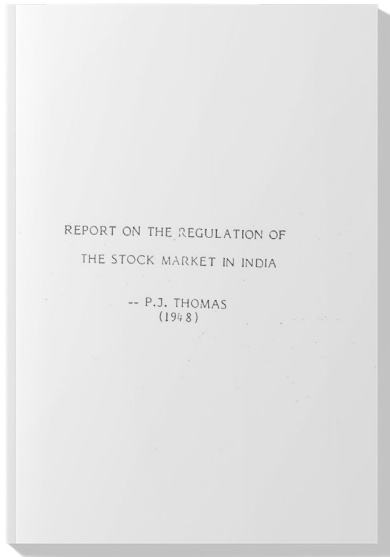 REPORT ON THE REGULATION OF
THE STOCK MARKET IN INDIA
-- P.J. THOMAS
(1948)